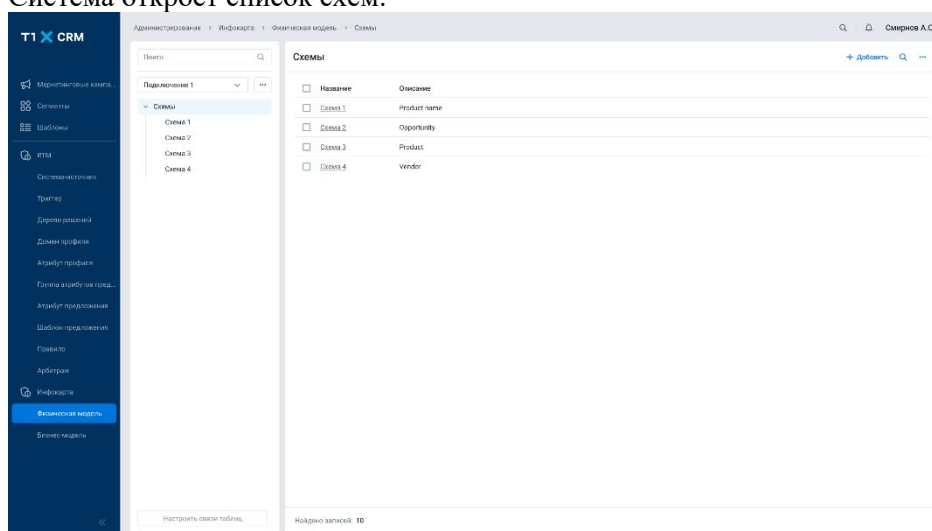 Система откроет список схем.
T1 X CRM
Администрирование > Инфокарта > Физическая модель > Схемы
Смирнов А.С
Маркетинговые кампа...
Сегменты
Шаблоны
RTM
Система-источник
Триггер
Дерево решений
Домен профиля
Атрибут профиля
Группа атрибутов пред...
Атрибут предложения
Шаблон предложения
Правило
Арбитраж
Инфокарта
Физическая модель
Бизнес-модель
Поиск
Подключение 1
Схемы
Схема 1
Схема 2
Схема 3
Схема 4
Настроить связи таблиц
Схемы
+ Добавить
Название Описание
Схема 1 Product name
Схема 2 Opportunity
Схема 3 Product
Схема 4 Vendor
Найдено записей: 10